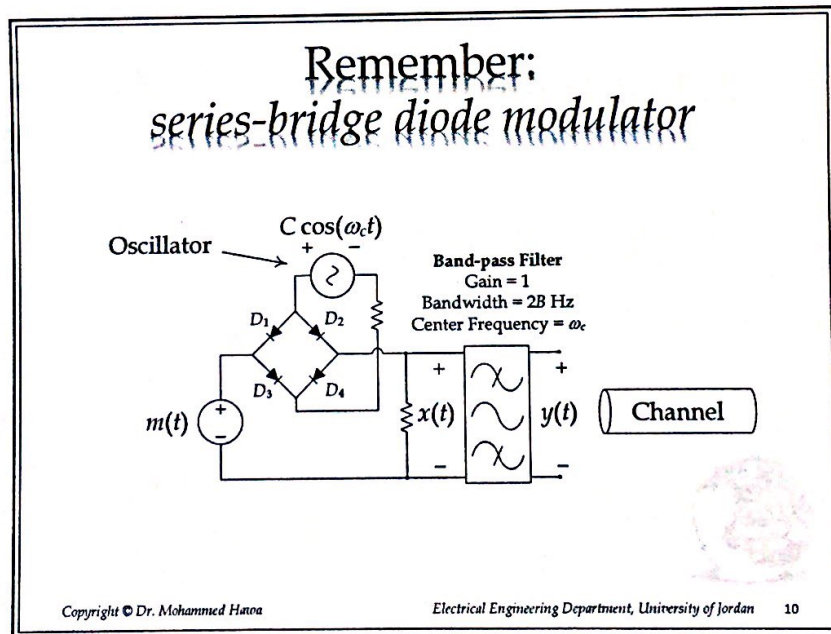 Remember:
series-bridge diode modulator
C cos(ωct)
+ −
Oscillator
Band-pass Filter
Gain = 1
Bandwidth = 2B Hz
Center Frequency = ωc
D1 D2
D3 D4
+ + +
m(t) x(t) y(t) Channel
− − −
Copyright © Dr. Mohammed Hawa Electrical Engineering Department, University of Jordan 10